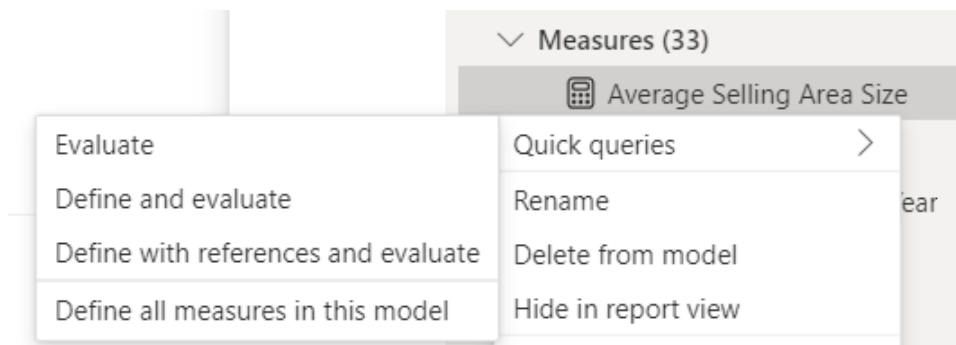 Measures (33)
Average Selling Area Size
Evaluate
Define and evaluate
Define with references and evaluate
Define all measures in this model
Quick queries
Rename
Delete from model
Hide in report view